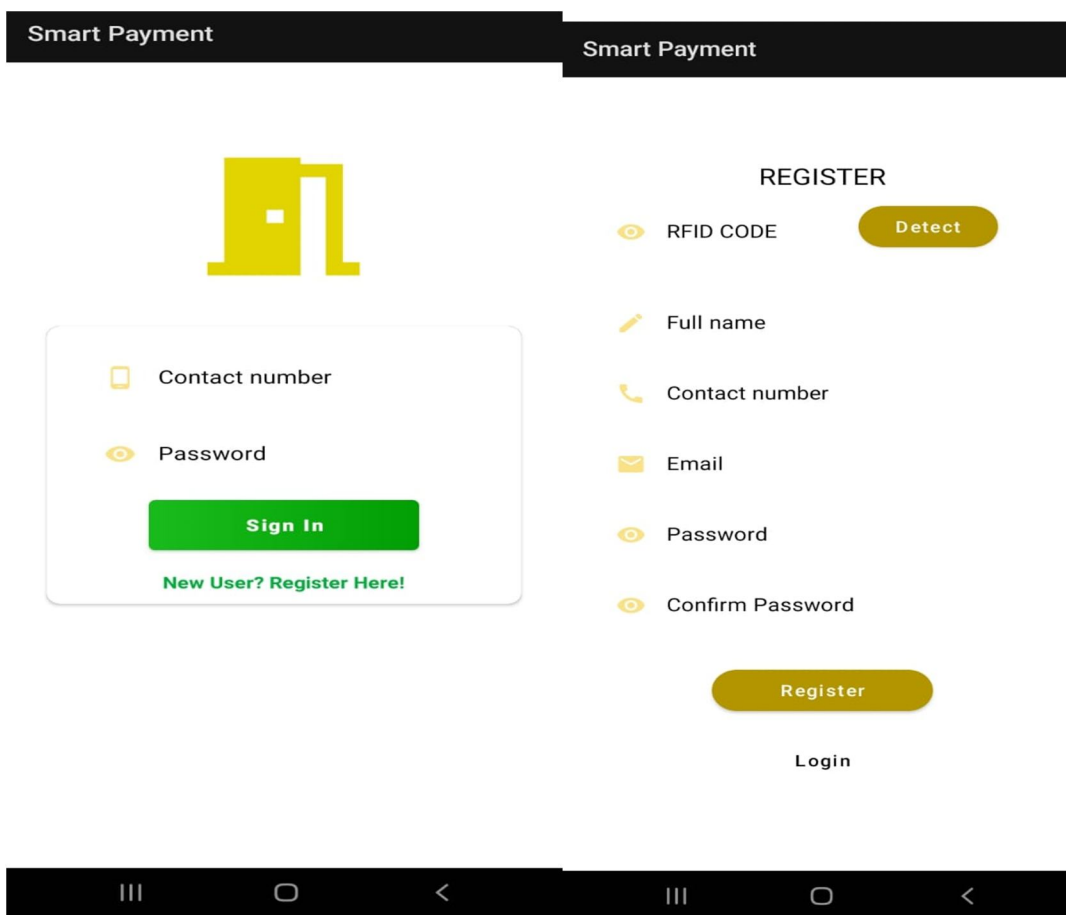 Smart Payment
Contact number
Password
Sign In
New User? Register Here!
Smart Payment
REGISTER
RFID CODE
Detect
Full name
Contact number
Email
Password
Confirm Password
Register
Login